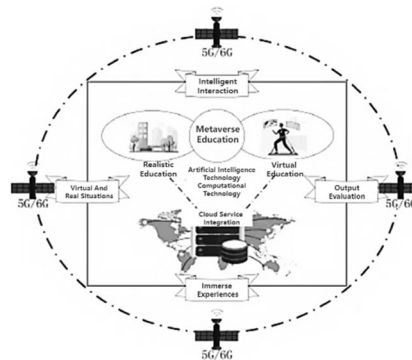 5G/6G
Intelligent
Interaction
Metaverse
Education
Realistic
Education
Virtual
Education
Artificial Intelligence
Technology
Computational
Technology
Virtual And
Real Situations
Output
Evaluation
5G/6G
5G/6G
Cloud Service
Integration
Immerse
Experiences
5G/6G